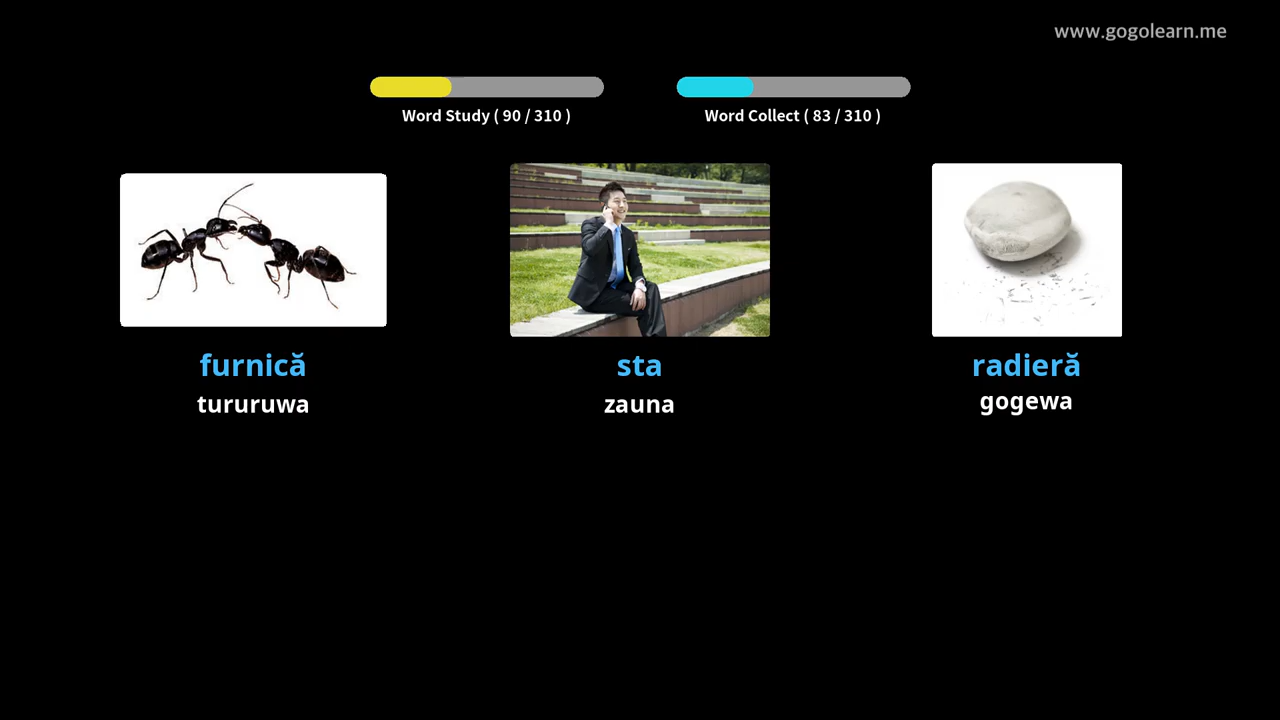 www.gogolearn.me
Word Study ( 90 / 310 )
Word Collect ( 83 / 310 )
furnică
tururuwa
sta
zauna
radieră
gogewa